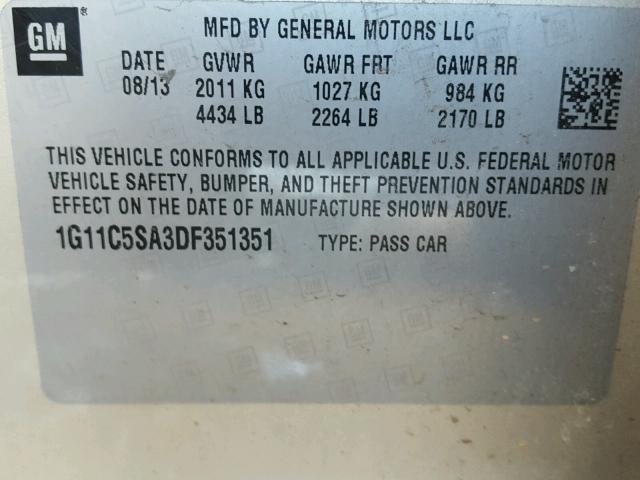 GM
®
MFD BY GENERAL MOTORS LLC
DATE GVWR GAWR FRT GAWR RR
08/13 2011 KG 1027 KG 984 KG
4434 LB 2264 LB 2170 LB
THIS VEHICLE CONFORMS TO ALL APPLICABLE U.S. FEDERAL MOTOR
VEHICLE SAFETY, BUMPER, AND THEFT PREVENTION STANDARDS IN
EFFECT ON THE DATE OF MANUFACTURE SHOWN ABOVE.
1G11C5SA3DF351351 TYPE: PASS CAR